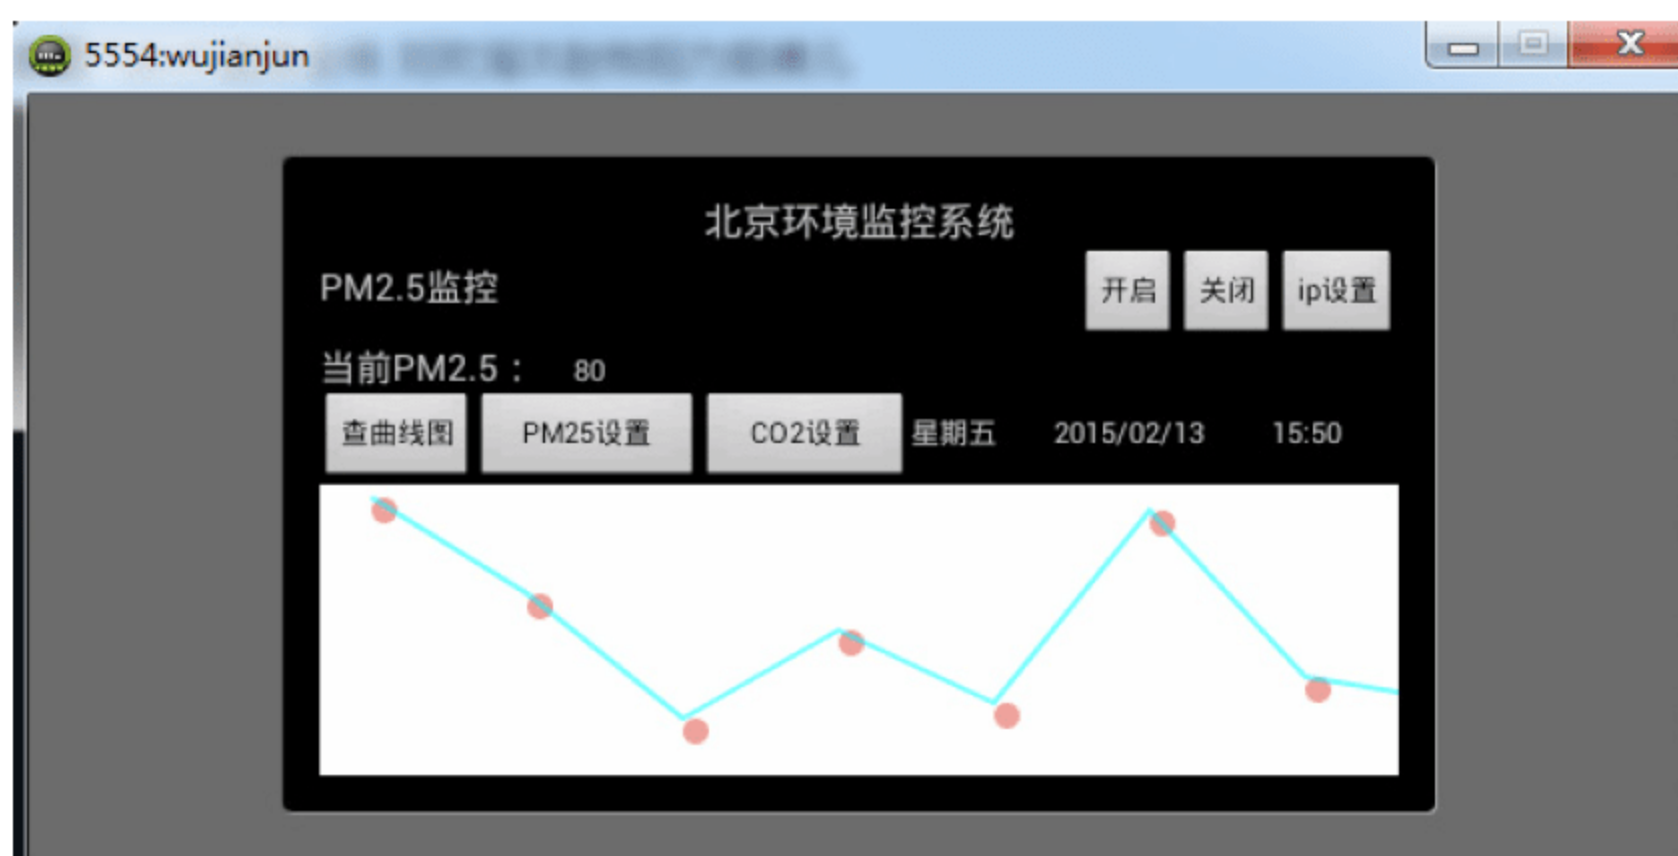 5554:wujianjun
北京环境监控系统
PM2.5监控 开启 关闭 ip设置
当前PM2.5： 80
查曲线图 PM25设置 CO2设置 星期五 2015/02/13 15:50